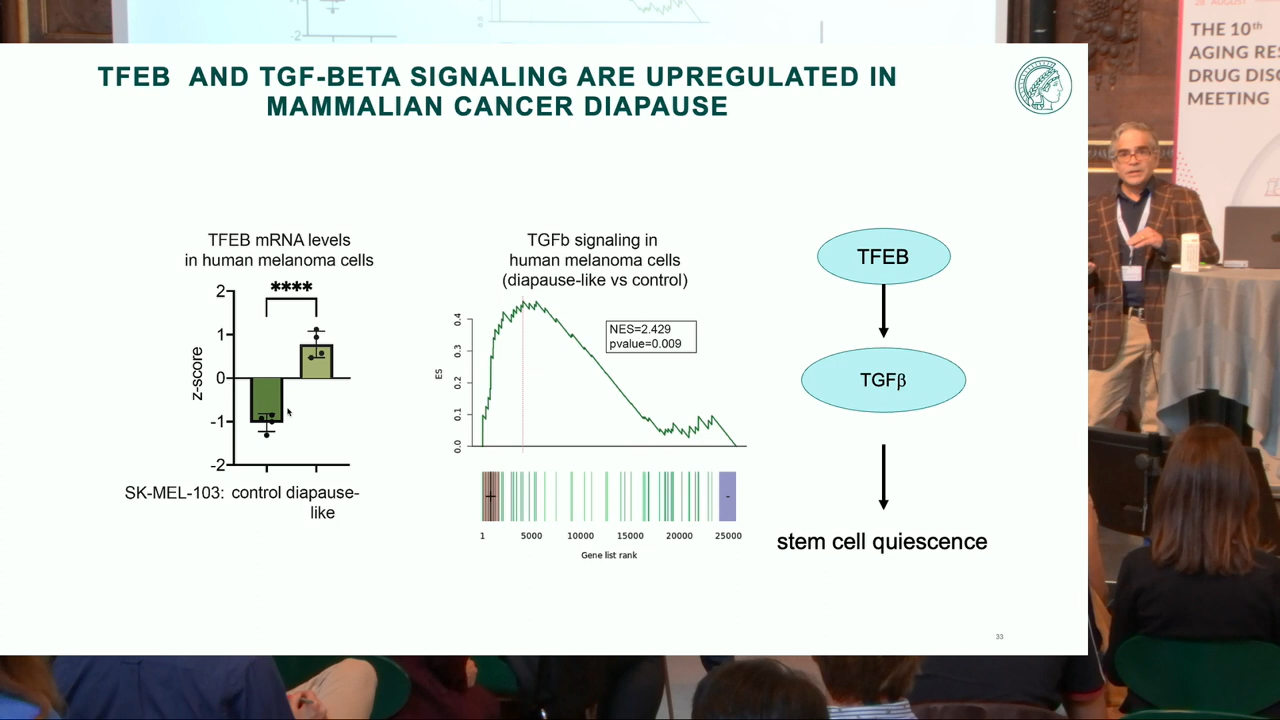 -2
0
28 AUGUST
THE 10th
AGING RES
DRUG DISC
MEETING
TFEB AND TGF-BETA SIGNALING ARE UPREGULATED IN
MAMMALIAN CANCER DIAPAUSE
TFEB mRNA levels
in human melanoma cells
****
2
1
0
-1
-2
z-score
SK-MEL-103: control diapause-
like
TGFb signaling in
human melanoma cells
(diapause-like vs control)
NES=2.429
pvalue=0.009
0.4
0.3
0.2
0.1
0.0
ES
+
-
1 5000 10000 15000 20000 25000
Gene list rank
TFEB
TGFβ
stem cell quiescence
33